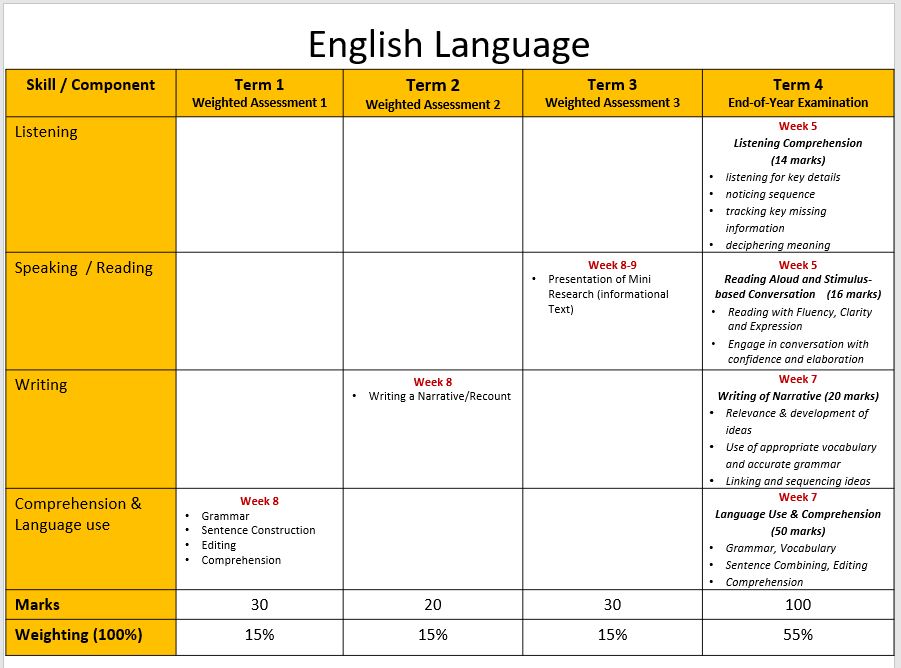 English Language
Skill / Component
Term 1
Weighted Assessment 1
Term 2
Weighted Assessment 2
Term 3
Weighted Assessment 3
Term 4
End-of-Year Examination
Listening
Week 5
Listening Comprehension
(14 marks)
• listening for key details
• noticing sequence
• tracking key missing
information
• deciphering meaning
Speaking / Reading
Week 8-9
• Presentation of Mini
Research (informational
Text)
Week 5
Reading Aloud and Stimulus-
based Conversation (16 marks)
• Reading with Fluency, Clarity
and Expression
• Engage in conversation with
confidence and elaboration
Writing
Week 8
• Writing a Narrative/Recount
Week 7
Writing of Narrative (20 marks)
• Relevance & development of
ideas
• Use of appropriate vocabulary
and accurate grammar
• Linking and sequencing ideas
Comprehension &
Language use
Week 8
• Grammar
• Sentence Construction
• Editing
• Comprehension
Week 7
Language Use & Comprehension
(50 marks)
• Grammar, Vocabulary
• Sentence Combining, Editing
• Comprehension
Marks
30
20
30
100
Weighting (100%)
15%
15%
15%
55%